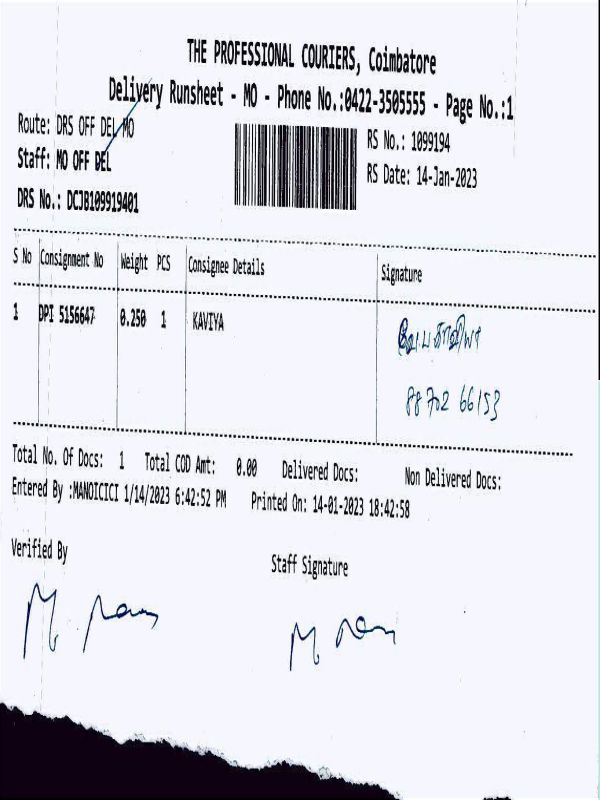 THE PROFESSIONAL COURIERS, Coimbatore
Delivery Runsheet - MO - Phone No.:0422-3505555 - Page No.:1
Route: DRS OFF DEL MO
RS No.: 1099194
Staff: MO OFF DEL
RS Date: 14-Jan-2023
DRS No.: DCJB109919401
S No Consignment No Weight PCS Consignee Details Signature
1 DPI 5156647 0.250 1 KAVIYA
88702 66153
Total No. Of Docs: 1 Total COD Amt: 0.00 Delivered Docs: Non Delivered Docs:
Entered By :MANOICICI 1/14/2023 6:42:52 PM Printed On: 14-01-2023 18:42:58
Verified By Staff Signature